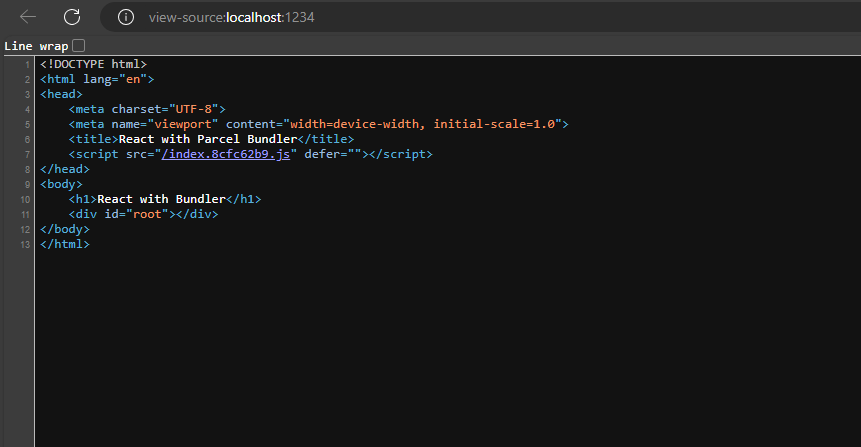 view-source:localhost:1234
Line wrap
1 <!DOCTYPE html>
2 <html lang="en">
3 <head>
4     <meta charset="UTF-8">
5     <meta name="viewport" content="width=device-width, initial-scale=1.0">
6     <title>React with Parcel Bundler</title>
7     <script src="/index.8cfc62b9.js" defer=""></script>
8 </head>
9 <body>
10     <h1>React with Bundler</h1>
11     <div id="root"></div>
12 </body>
13 </html>